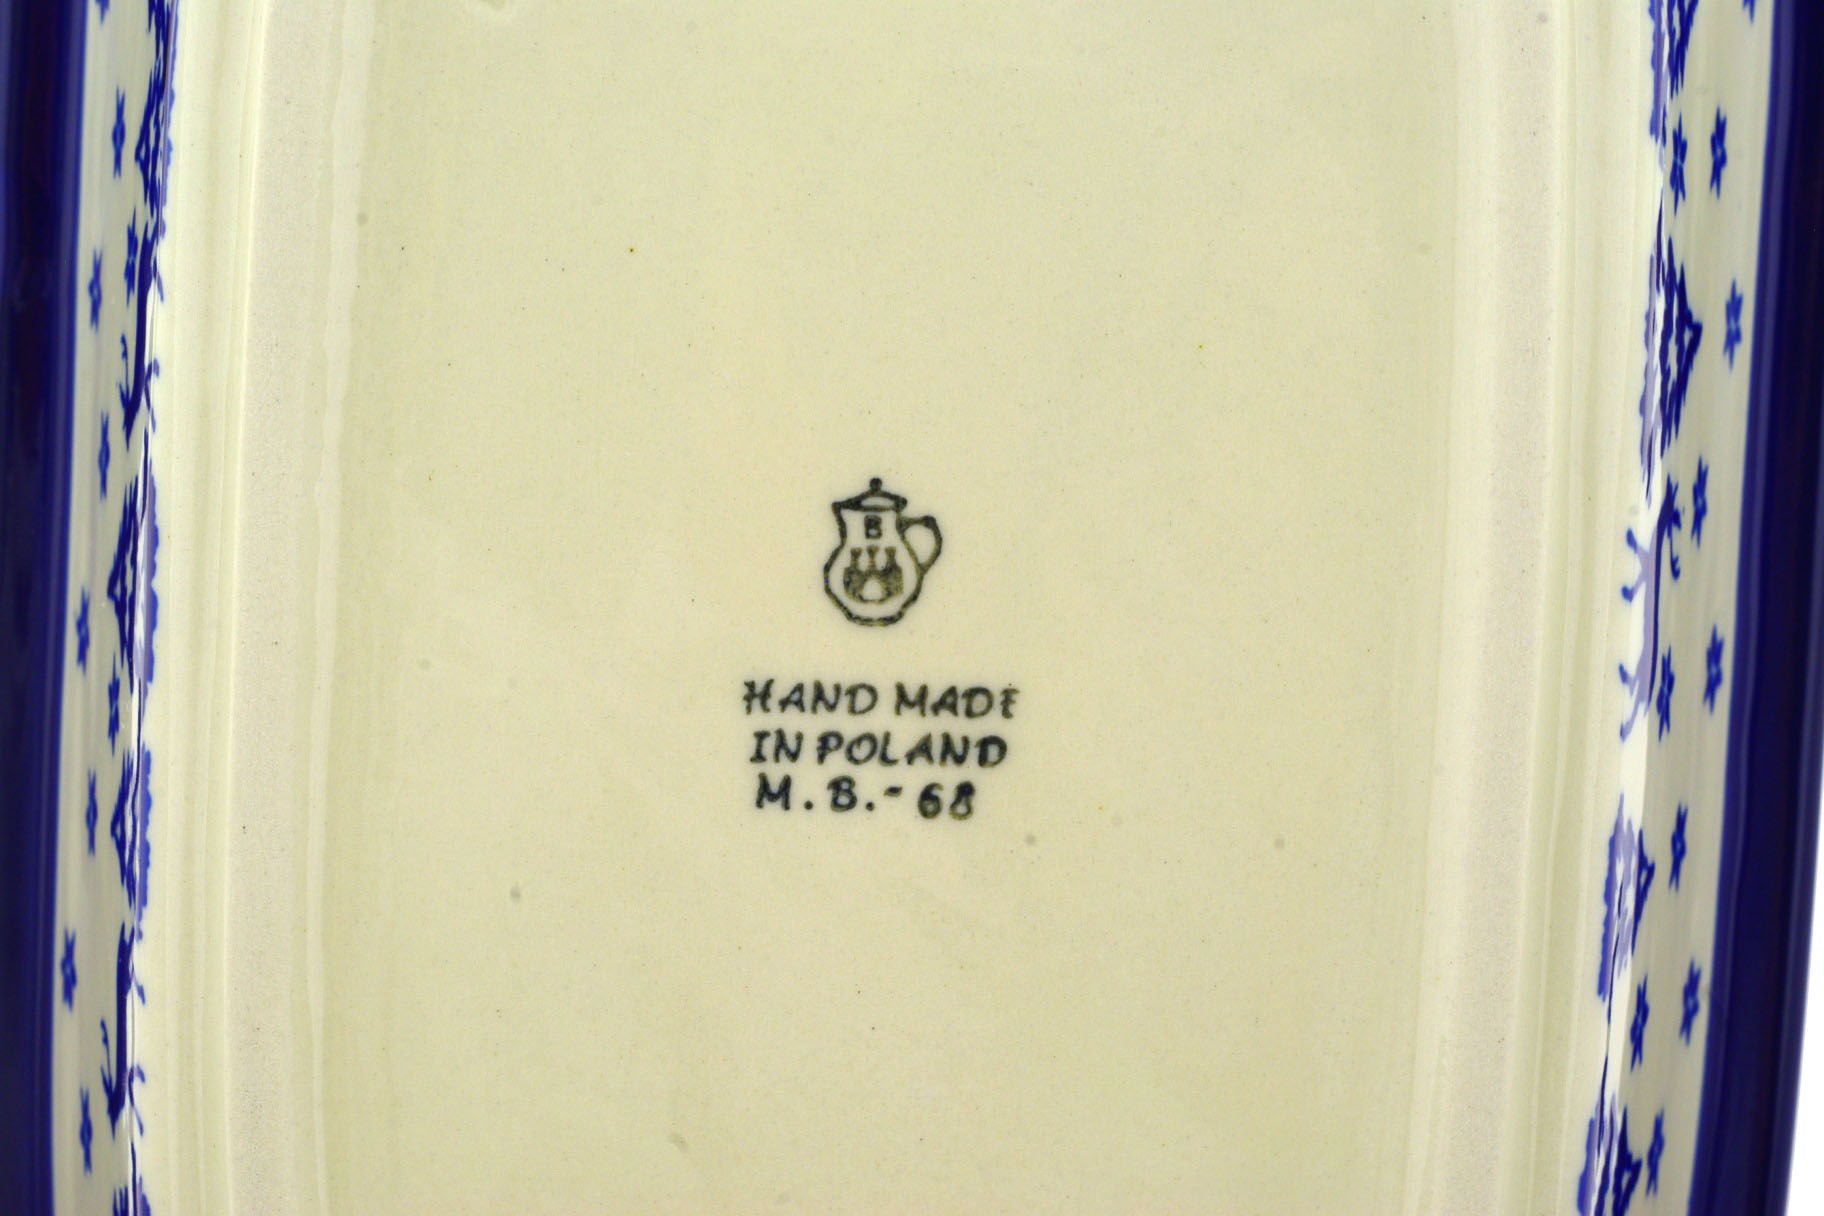 B
HAND MADE
IN POLAND
M.B.-68